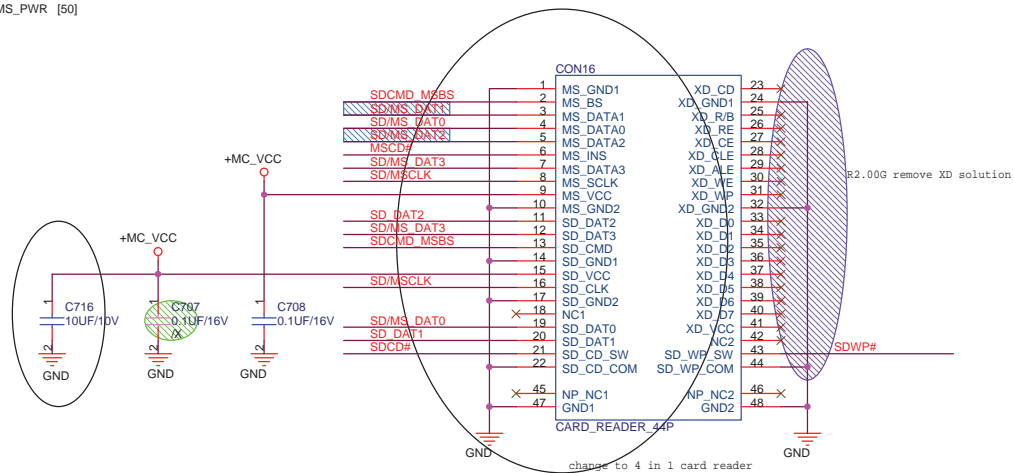 MS_PWR [50]
CON16
SDCMD_MSBS
SD/MS_DAT1
SD/MS_DAT0
SD/MS_DAT2
MSCD#
SD/MS_DAT3
SD/MSCLK
SD_DAT2
SD/MS_DAT3
SDCMD_MSBS
SD/MSCLK
SD/MS_DAT0
SD_DAT1
SDCD#
1 MS_GND1 XD_CD 23
2 MS_BS XD_GND1 24
3 MS_DATA1 XD_R/B 25
4 MS_DATA0 XD_RE 26
5 MS_DATA2 XD_CE 27
6 MS_INS XD_CLE 28
7 MS_DATA3 XD_ALE 29
8 MS_SCLK XD_WE 30
9 MS_VCC XD_WP 31
10 MS_GND2 XD_GND2 32
11 SD_DAT2 XD_D0 33
12 SD_DAT3 XD_D1 34
13 SD_CMD XD_D2 35
14 SD_GND1 XD_D3 36
15 SD_VCC XD_D4 37
16 SD_CLK XD_D5 38
17 SD_GND2 XD_D6 39
18 NC1 XD_D7 40
19 SD_DAT0 XD_VCC 41
20 SD_DAT1 NC2 42
21 SD_CD_SW SD_WP_SW 43 SDWP#
22 SD_CD_COM SD_WP_COM 44
45 NP_NC1 NP_NC2 46
47 GND1 GND2 48
CARD_READER_44P
R2.00G remove XD solution
+MC_VCC
+MC_VCC
1 C716 10UF/10V 2
1 C707 0.1UF/16V /X 2
1 C708 0.1UF/16V 2
GND
GND
GND
GND
GND
change to 4 in 1 card reader